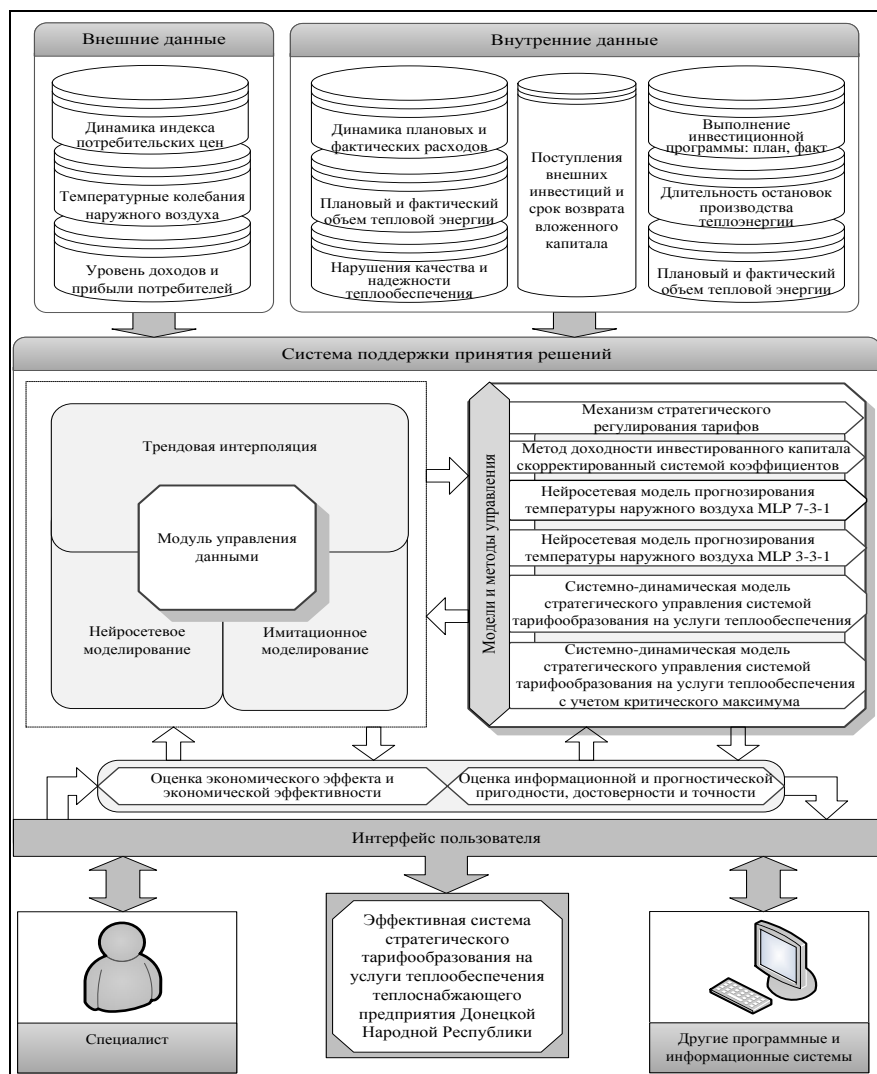 Внешние данные
Динамика индекса
потребительских цен
Температурные колебания
наружного воздуха
Уровень доходов и
прибыли потребителей
Внутренние данные
Динамика плановых и
фактических расходов
Плановый и фактический
объем тепловой энергии
Нарушения качества и
надежности
теплообеспечения
Поступления
внешних
инвестиций и
срок возврата
вложенного
капитала
Выполнение
инвестиционной
программы: план, факт
Длительность остановок
производства
теплоэнергии
Плановый и фактический
объем тепловой энергии
Система поддержки принятия решений
Трендовая интерполяция
Модуль управления
данными
Нейросетевое
моделирование
Имитационное
моделирование
Модели и методы управления
Механизм стратегического
регулирования тарифов
Метод доходности инвестированного капитала
скорректированный системой коэффициентов
Нейросетевая модель прогнозирования
температуры наружного воздуха MLP 7-3-1
Нейросетевая модель прогнозирования
температуры наружного воздуха MLP 3-3-1
Системно-динамическая модель
стратегического управления системой
тарифообразования на услуги теплообеспечения
Системно-динамическая модель
стратегического управления системой
тарифообразования на услуги теплообеспечения
с учетом критического максимума
Оценка экономического эффекта и
экономической эффективности
Оценка информационной и прогностической
пригодности, достоверности и точности
Интерфейс пользователя
Специалист
Эффективная система
стратегического
тарифообразования на
услуги теплообеспечения
теплоснабжающего
предприятия Донецкой
Народной Республики
Другие программные и
информационные системы